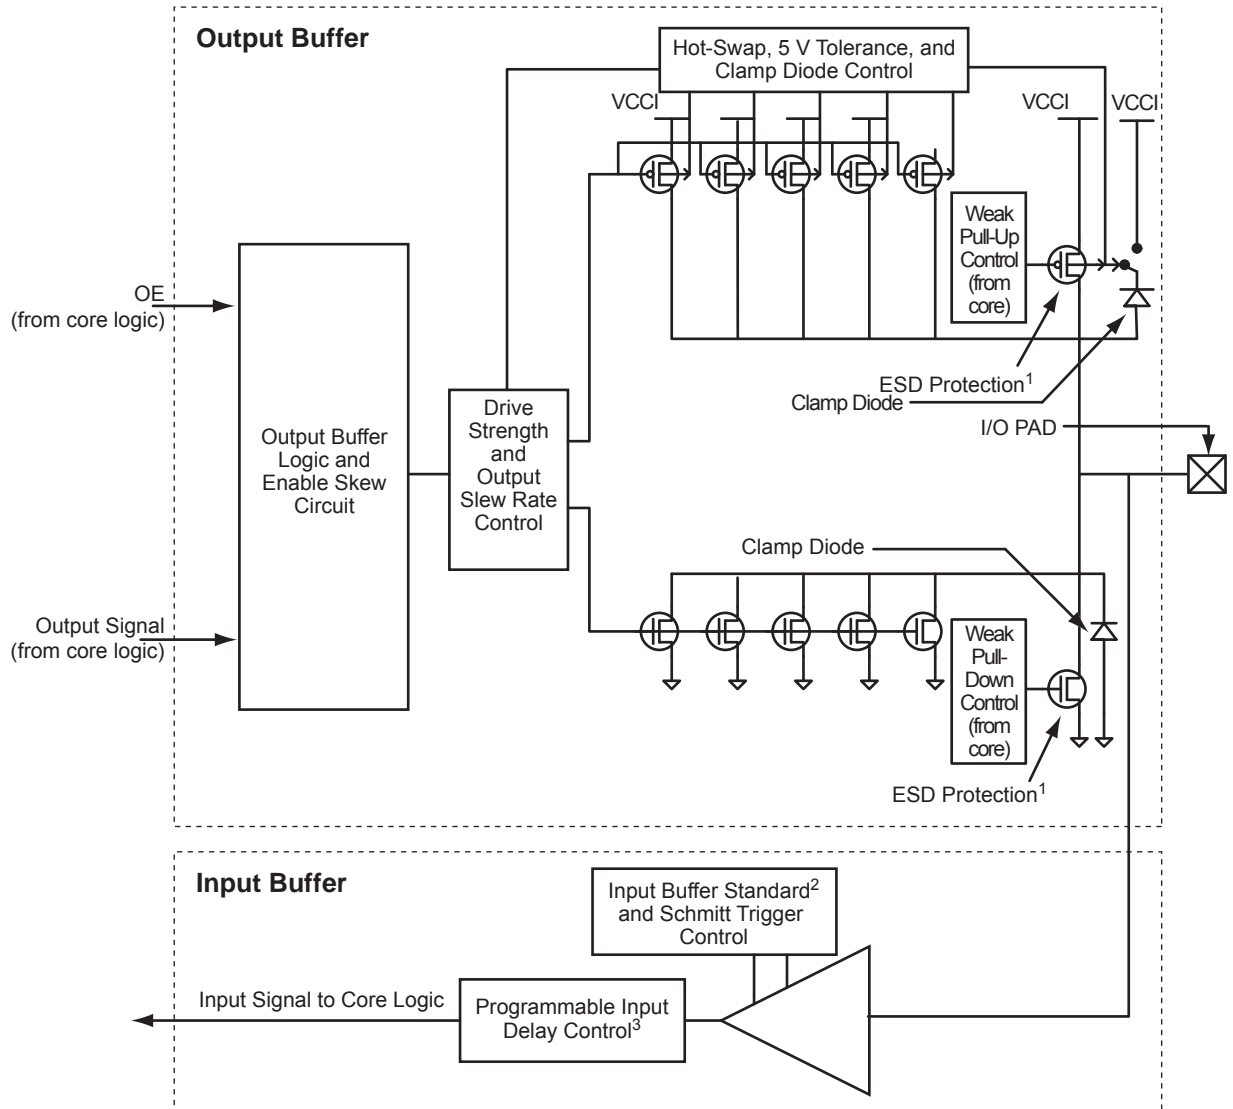 Output Buffer
Hot-Swap, 5 V Tolerance, and
Clamp Diode Control
VCCI
VCCI
VCCI
Weak
Pull-Up
Control
(from
core)
OE
(from core logic)
ESD Protection1
Clamp Diode
I/O PAD
Drive
Strength
and
Output
Slew Rate
Control
Output Buffer
Logic and
Enable Skew
Circuit
Clamp Diode
Output Signal
(from core logic)
Weak
Pull-
Down
Control
(from
core)
ESD Protection1
Input Buffer
Input Buffer Standard2
and Schmitt Trigger
Control
Input Signal to Core Logic
Programmable Input
Delay Control3